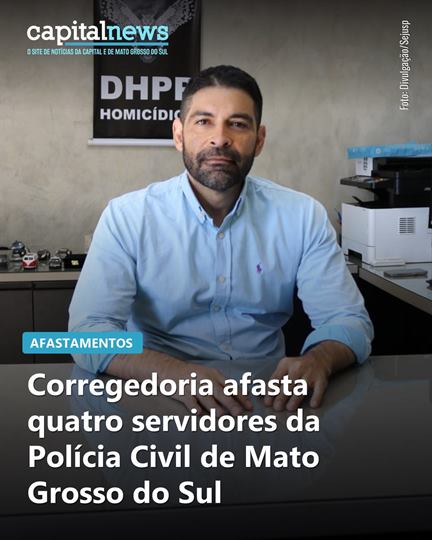 capitalnews
O SITE DE NOTÍCIAS DA CAPITAL E DE MATO GROSSO DO SUL
Foto: Divulgação/Sejusp
HOMICÍDIO
AFASTAMENTOS
Corregedoria afasta
quatro servidores da
Polícia Civil de Mato
Grosso do Sul